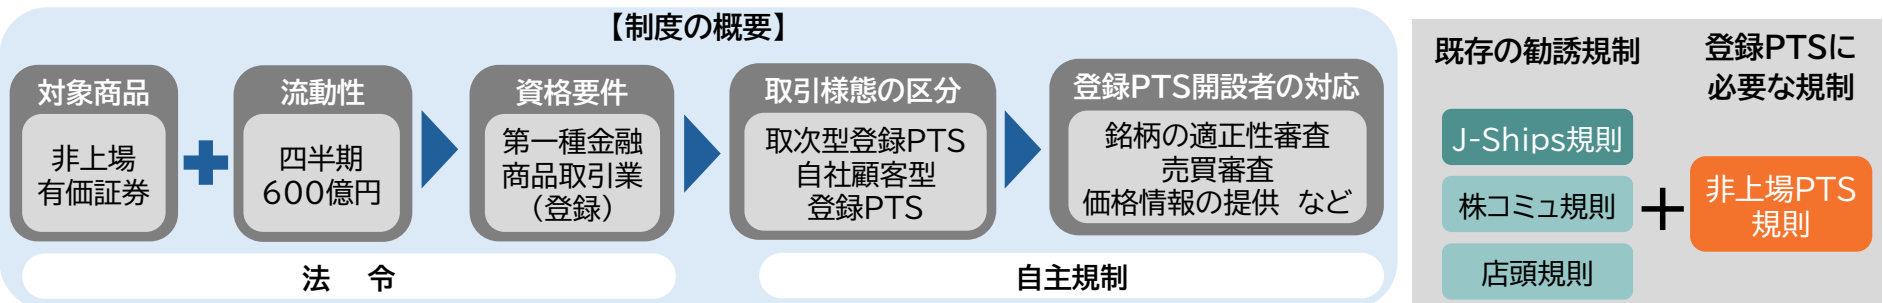 【制度の概要】
対象商品
非上場
有価証券
流動性
四半期
600億円
資格要件
第一種金融
商品取引業
（登録）
取引様態の区分
取次型登録PTS
自社顧客型
登録PTS
登録PTS開設者の対応
銘柄の適正性審査
売買審査
価格情報の提供 など
法 令
自主規制
既存の勧誘規制
J-Ships規則
株コミュ規則
店頭規則
＋
登録PTSに
必要な規制
非上場PTS
規則